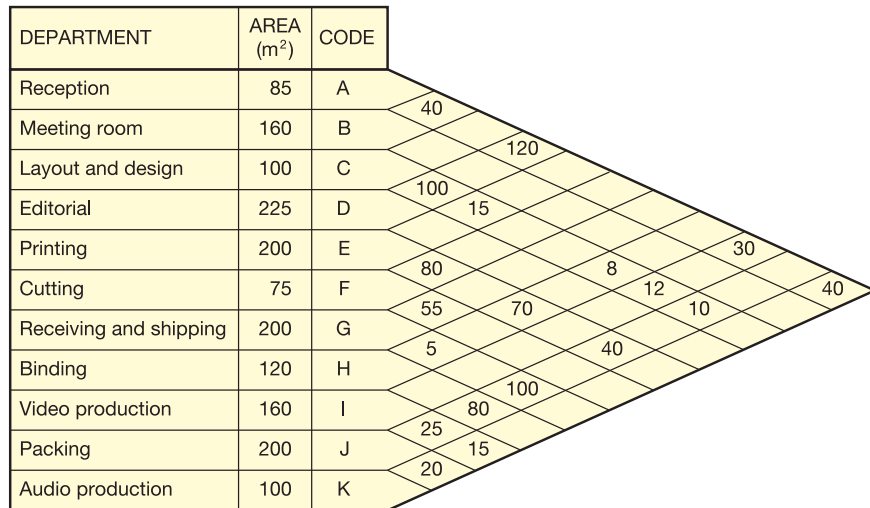 DEPARTMENT AREA (m²) CODE
Reception 85 A
40
Meeting room 160 B
120
Layout and design 100 C
100
Editorial 225 D 15
Printing 200 E 30
80 8
Cutting 75 F 12 40
55 70 10
Receiving and shipping 200 G
5 40
Binding 120 H
100
Video production 160 I 80
25
Packing 200 J 15
20
Audio production 100 K